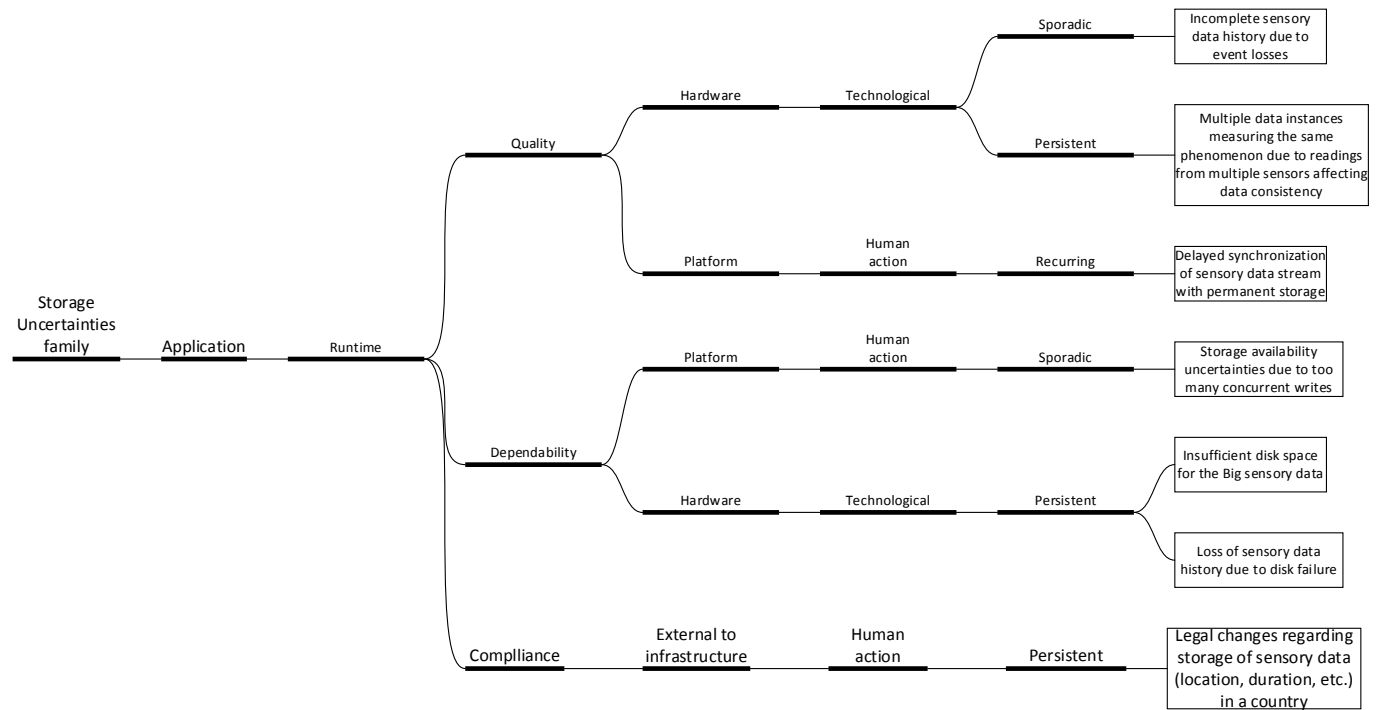 Storage
Uncertainties
family
Application
Runtime
Quality
Hardware
Technological
Sporadic
Incomplete sensory
data history due to
event losses
Persistent
Multiple data instances
measuring the same
phenomenon due to readings
from multiple sensors affecting
data consistency
Platform
Human
action
Recurring
Delayed synchronization
of sensory data stream
with permanent storage
Dependability
Platform
Human
action
Sporadic
Storage availability
uncertainties due to too
many concurrent writes
Hardware
Technological
Persistent
Insufficient disk space
for the Big sensory data
Loss of sensory data
history due to disk failure
Complliance
External to
infrastructure
Human
action
Persistent
Legal changes regarding
storage of sensory data
(location, duration, etc.)
in a country